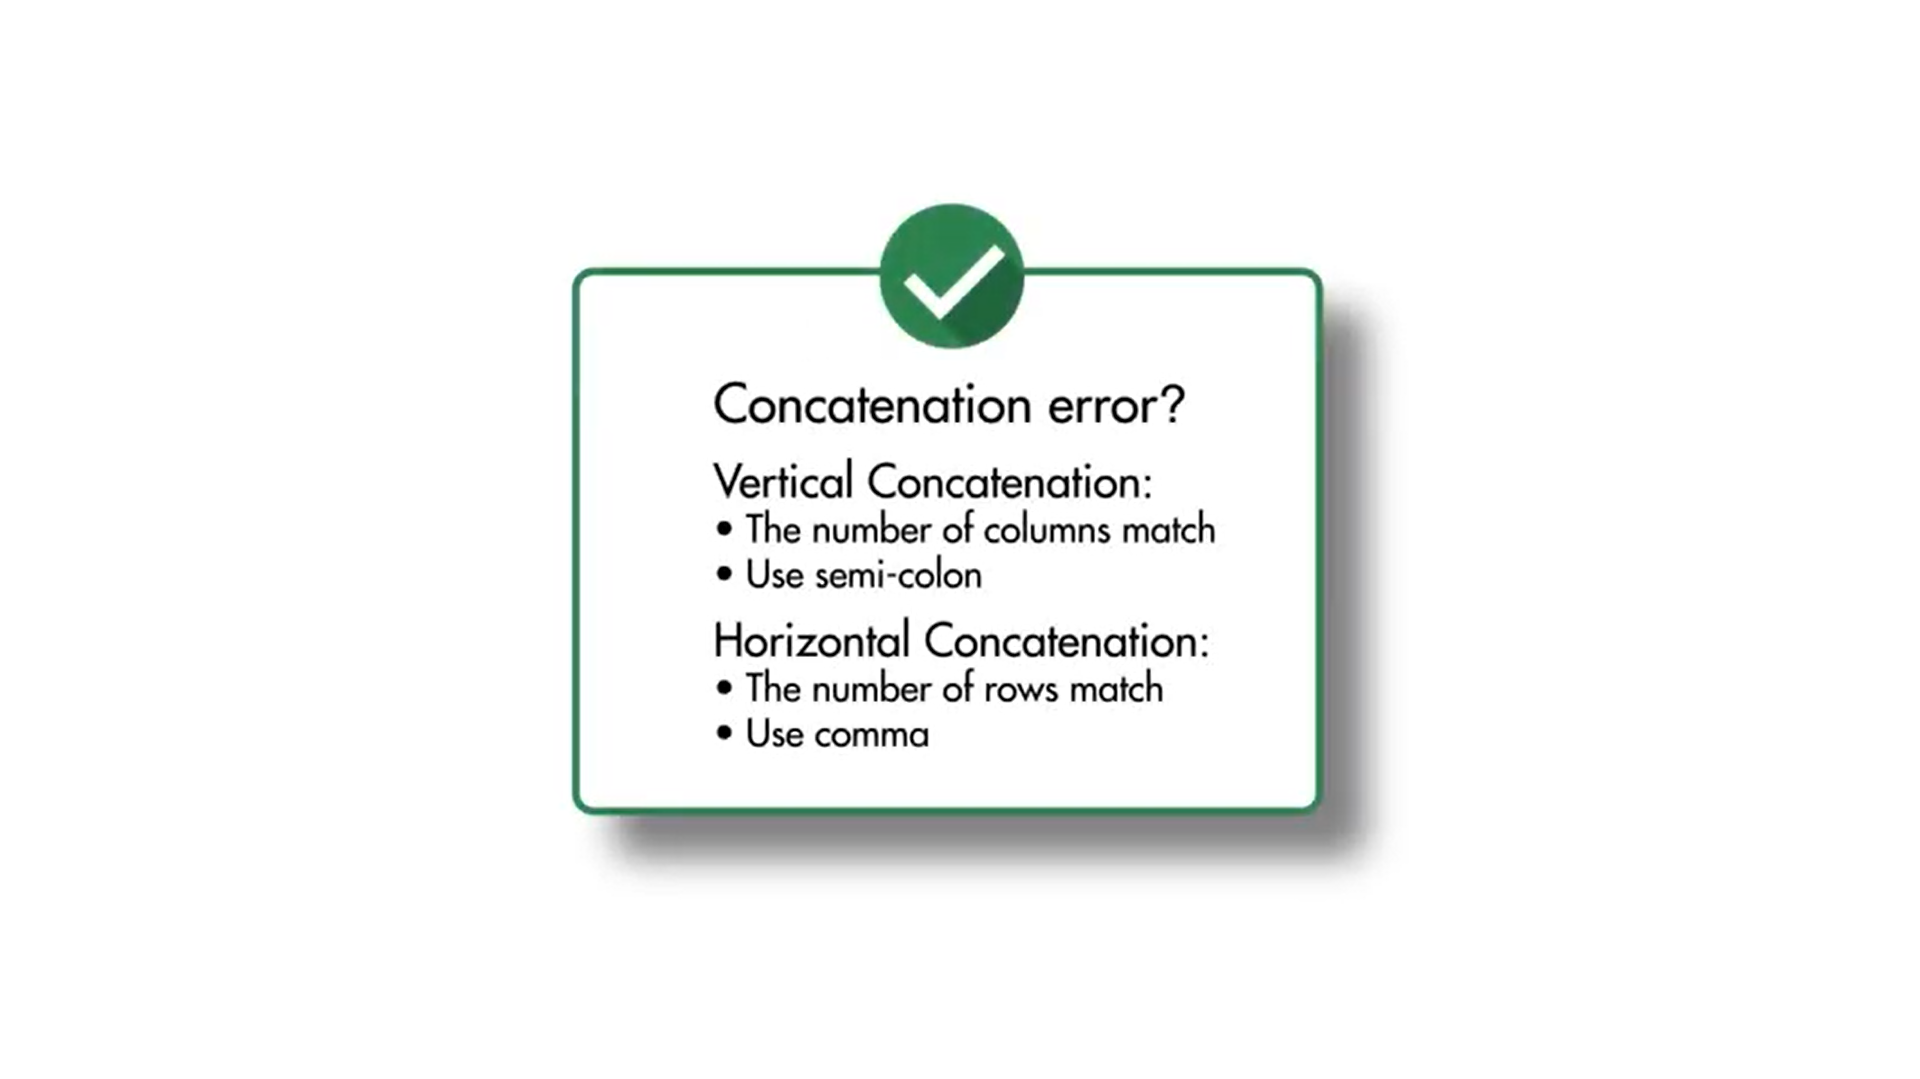 Concatenation error?
Vertical Concatenation:
• The number of columns match
• Use semi-colon
Horizontal Concatenation:
• The number of rows match
• Use comma